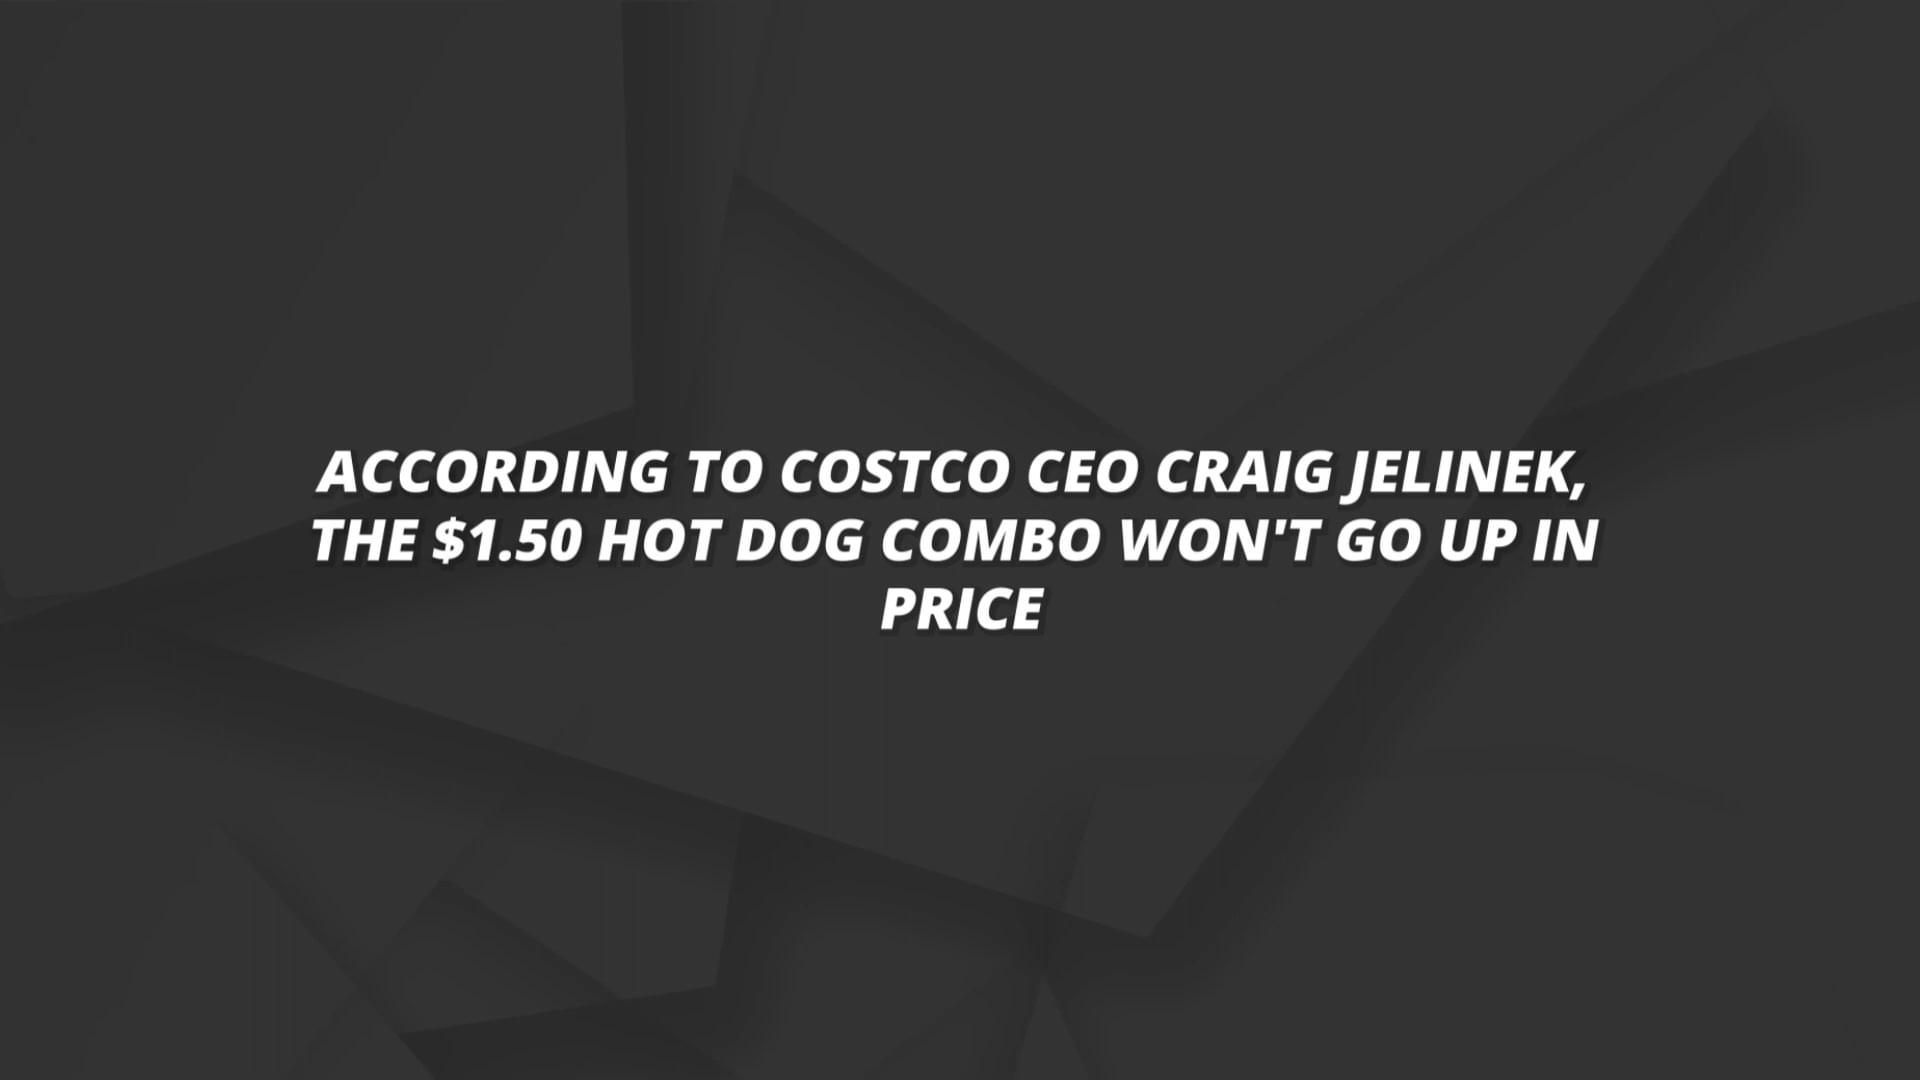 ACCORDING TO COSTCO CEO CRAIG JELINEK,
THE $1.50 HOT DOG COMBO WON'T GO UP IN
PRICE